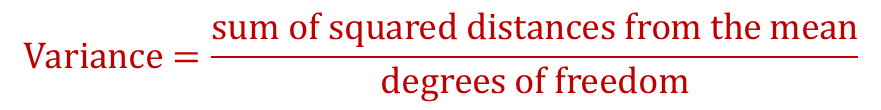 Variance = sum of squared distances from the mean
degrees of freedom